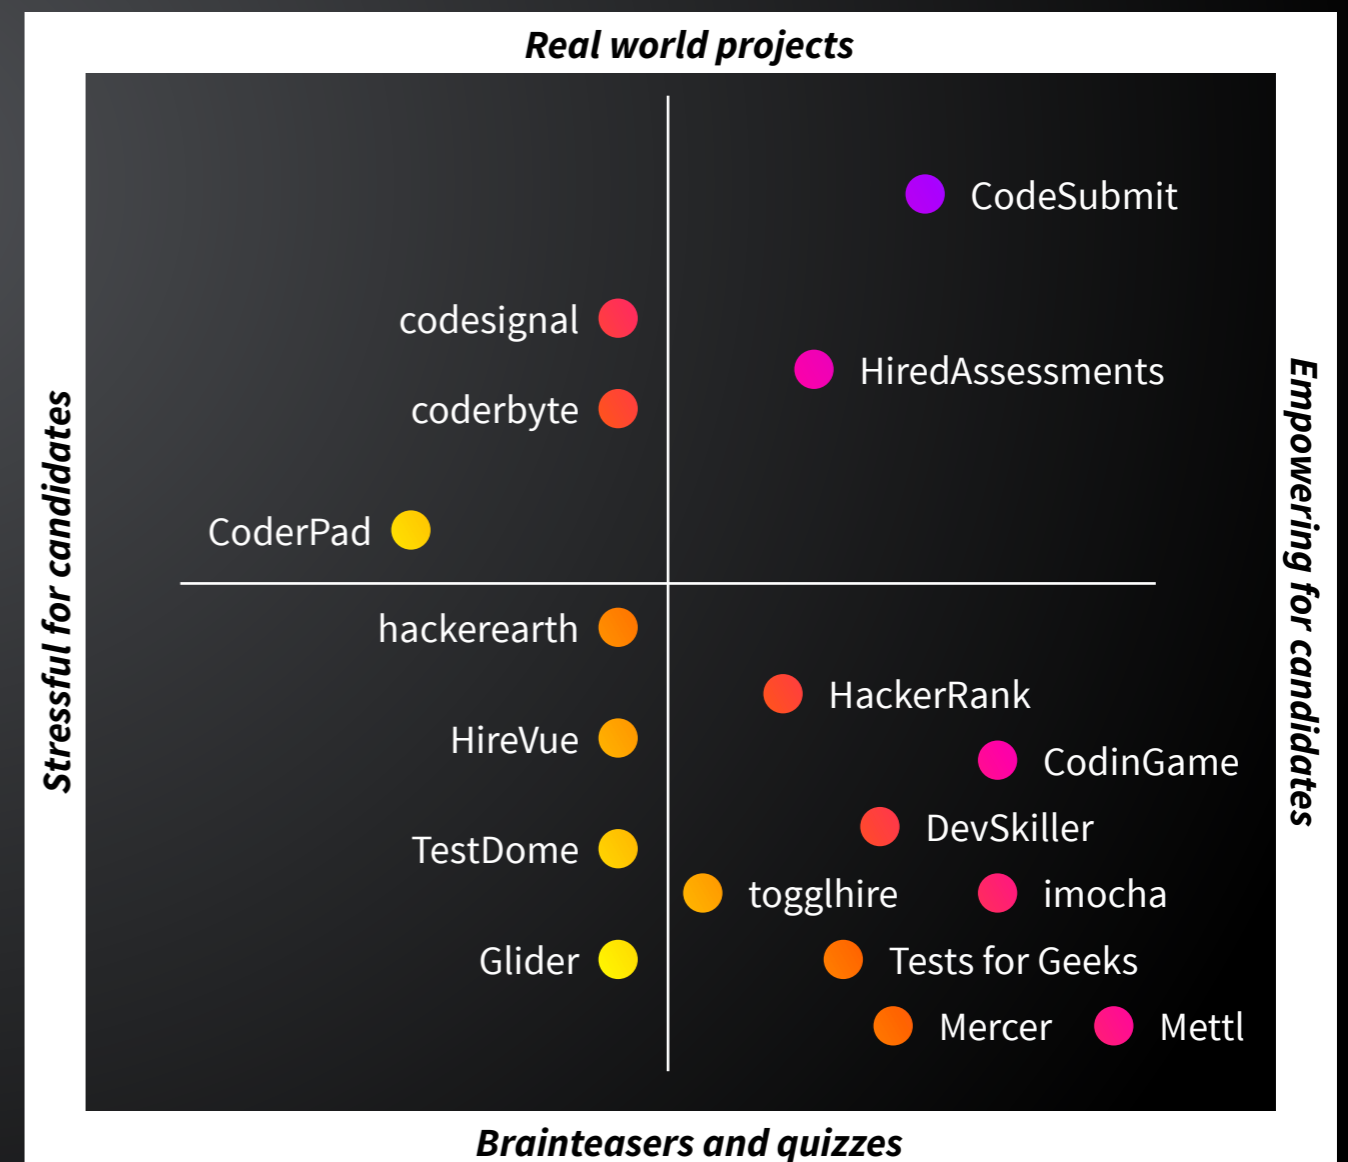 Real world projects
CodeSubmit
codesignal
HiredAssessments
coderbyte
CoderPad
Stressful for candidates
Empowering for candidates
hackerearth
HackerRank
HireVue
CodinGame
DevSkiller
TestDome
togglhire
imocha
Glider
Tests for Geeks
Mercer
Mettl
Brainteasers and quizzes